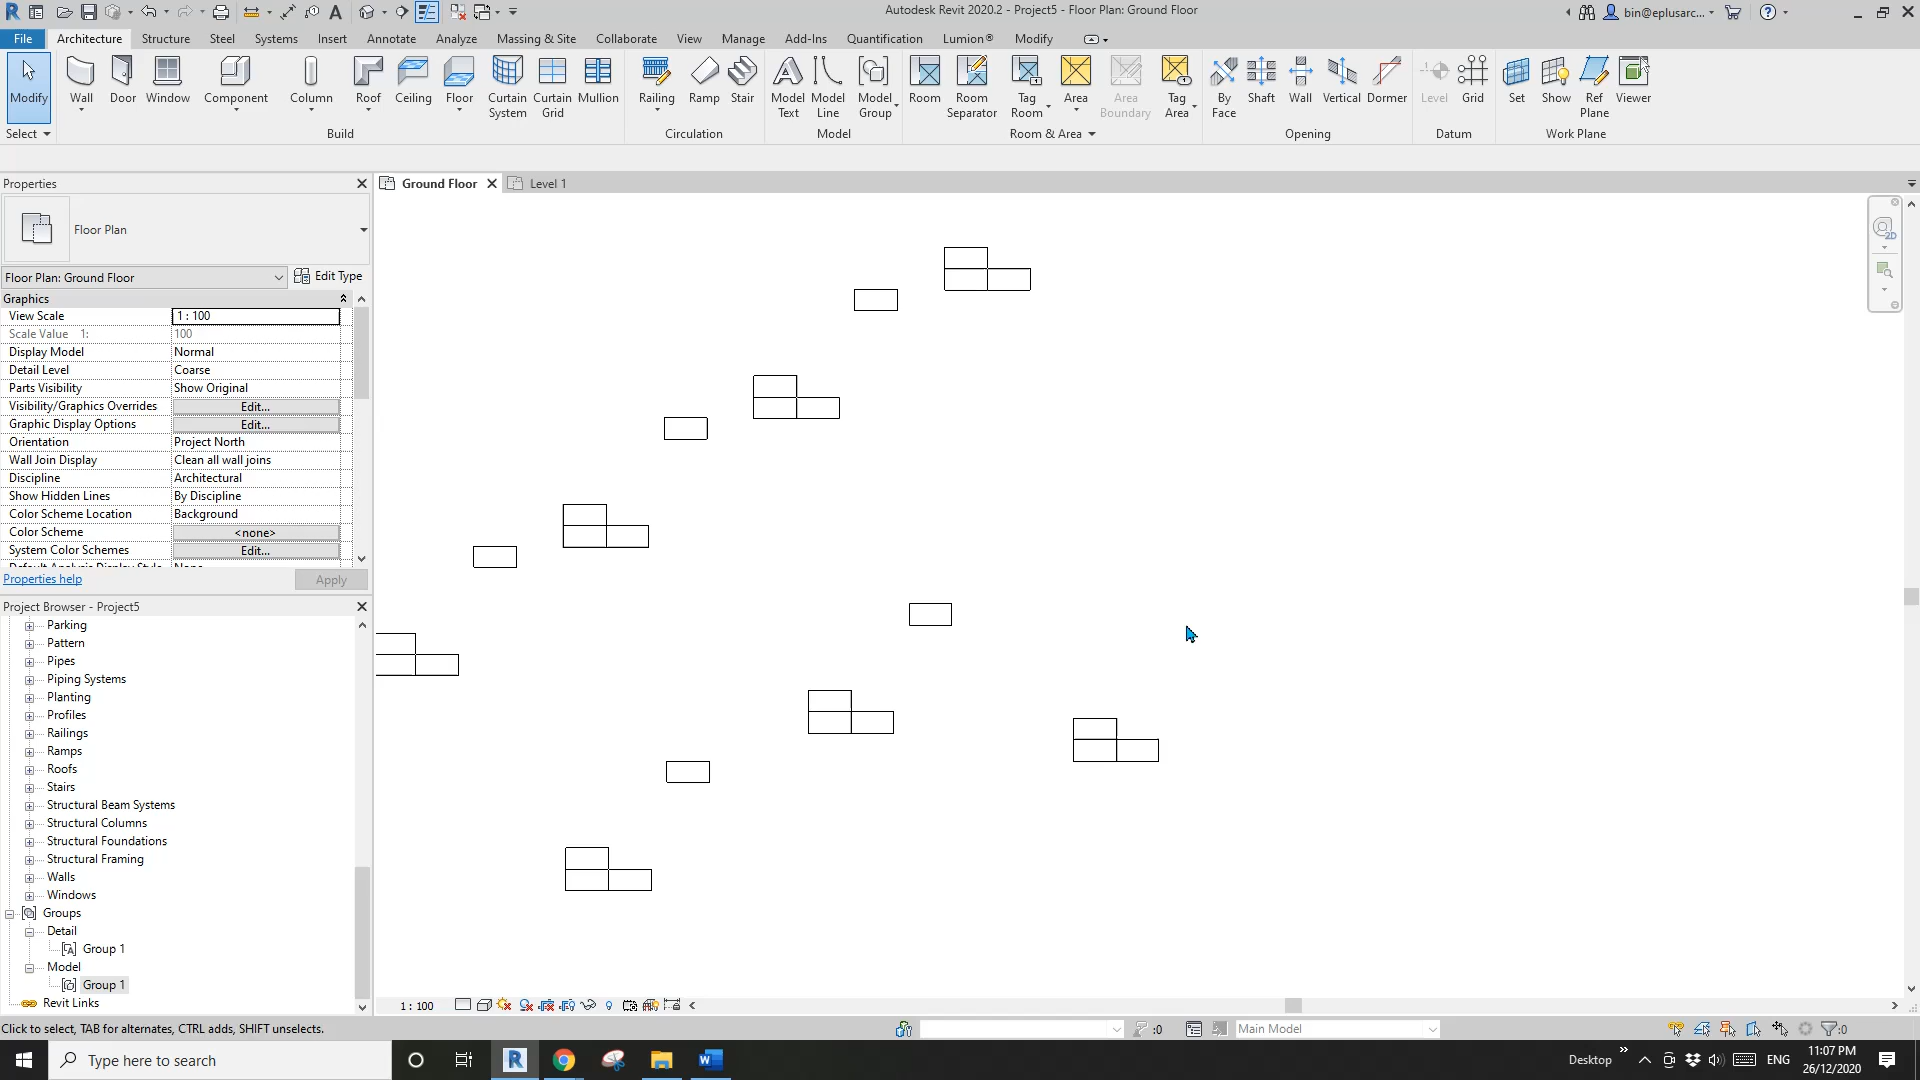 Autodesk Revit 2020.2 - Project5 - Floor Plan: Ground Floor
bin@eplusarc...
File Architecture Structure Steel Systems Insert Annotate Analyze Massing & Site Collaborate View Manage Add-Ins Quantification Lumion® Modify
Modify Wall Door Window Component Column Roof Ceiling Floor Curtain System Curtain Grid Mullion Railing Ramp Stair Model Text Model Line Model Group Room Room Separator Tag Room Area Area Boundary Tag Area By Face Shaft Wall Vertical Dormer Level Grid Set Show Ref Plane Viewer
Select Build Circulation Model Room & Area Opening Datum Work Plane
Properties
Ground Floor Level 1
Floor Plan
Floor Plan: Ground Floor Edit Type
Graphics
View Scale 1 : 100
Scale Value 1: 100
Display Model Normal
Detail Level Coarse
Parts Visibility Show Original
Visibility/Graphics Overrides Edit...
Graphic Display Options Edit...
Orientation Project North
Wall Join Display Clean all wall joins
Discipline Architectural
Show Hidden Lines By Discipline
Color Scheme Location Background
Color Scheme <none>
System Color Schemes Edit...
Properties help Apply
Project Browser - Project5
Parking
Pattern
Pipes
Piping Systems
Planting
Profiles
Railings
Ramps
Roofs
Stairs
Structural Beam Systems
Structural Columns
Structural Foundations
Structural Framing
Walls
Windows
Groups
Detail
Group 1
Model
Group 1
Revit Links
1 : 100
Click to select, TAB for alternates, CTRL adds, SHIFT unselects.
:0
Main Model
:0
Type here to search
Desktop
ENG
11:07 PM
26/12/2020